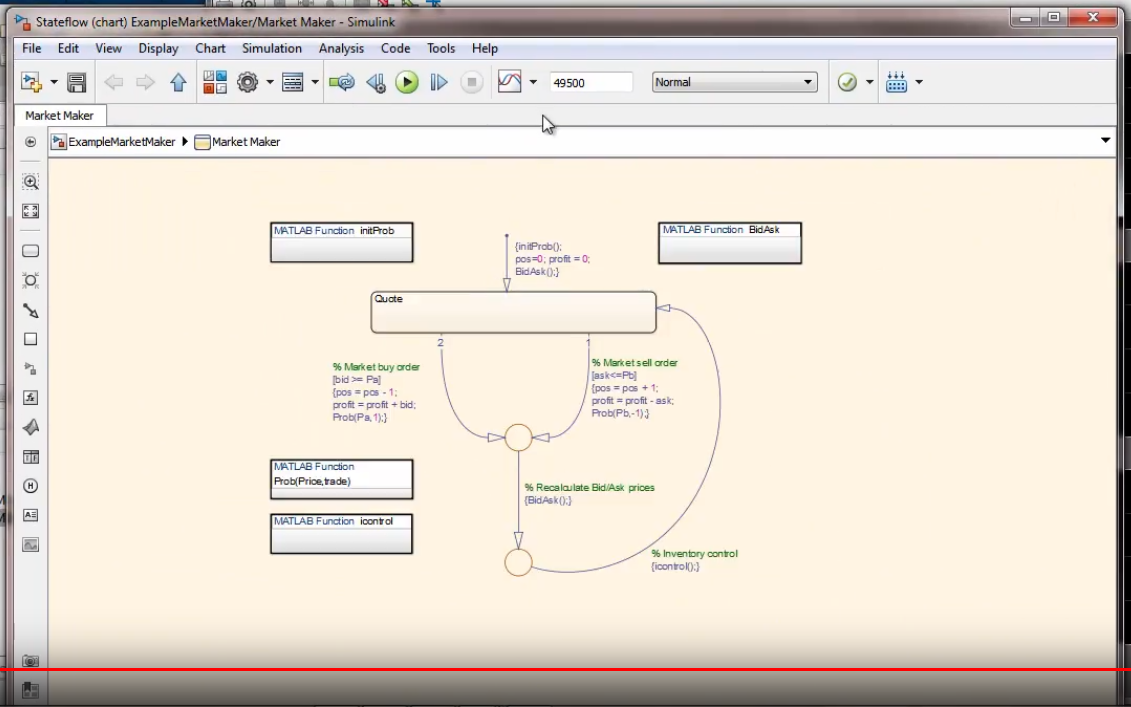 Stateflow (chart) ExampleMarketMaker/Market Maker - Simulink
File Edit View Display Chart Simulation Analysis Code Tools Help
49500 Normal
Market Maker
ExampleMarketMaker Market Maker
MATLAB Function initProb
{initProb();
pos=0; profit = 0;
BidAsk();}
MATLAB Function BidAsk
Quote
2
1
% Market buy order
[bid >= Pa]
{pos = pos - 1;
profit = profit + bid;
Prob(Pa,1);}
% Market sell order
[ask<=Pb]
{pos = pos + 1;
profit = profit - ask;
Prob(Pb,-1);}
MATLAB Function
Prob(Price,trade)
% Recalculate Bid/Ask prices
{BidAsk();}
MATLAB Function icontrol
% Inventory control
{icontrol();}